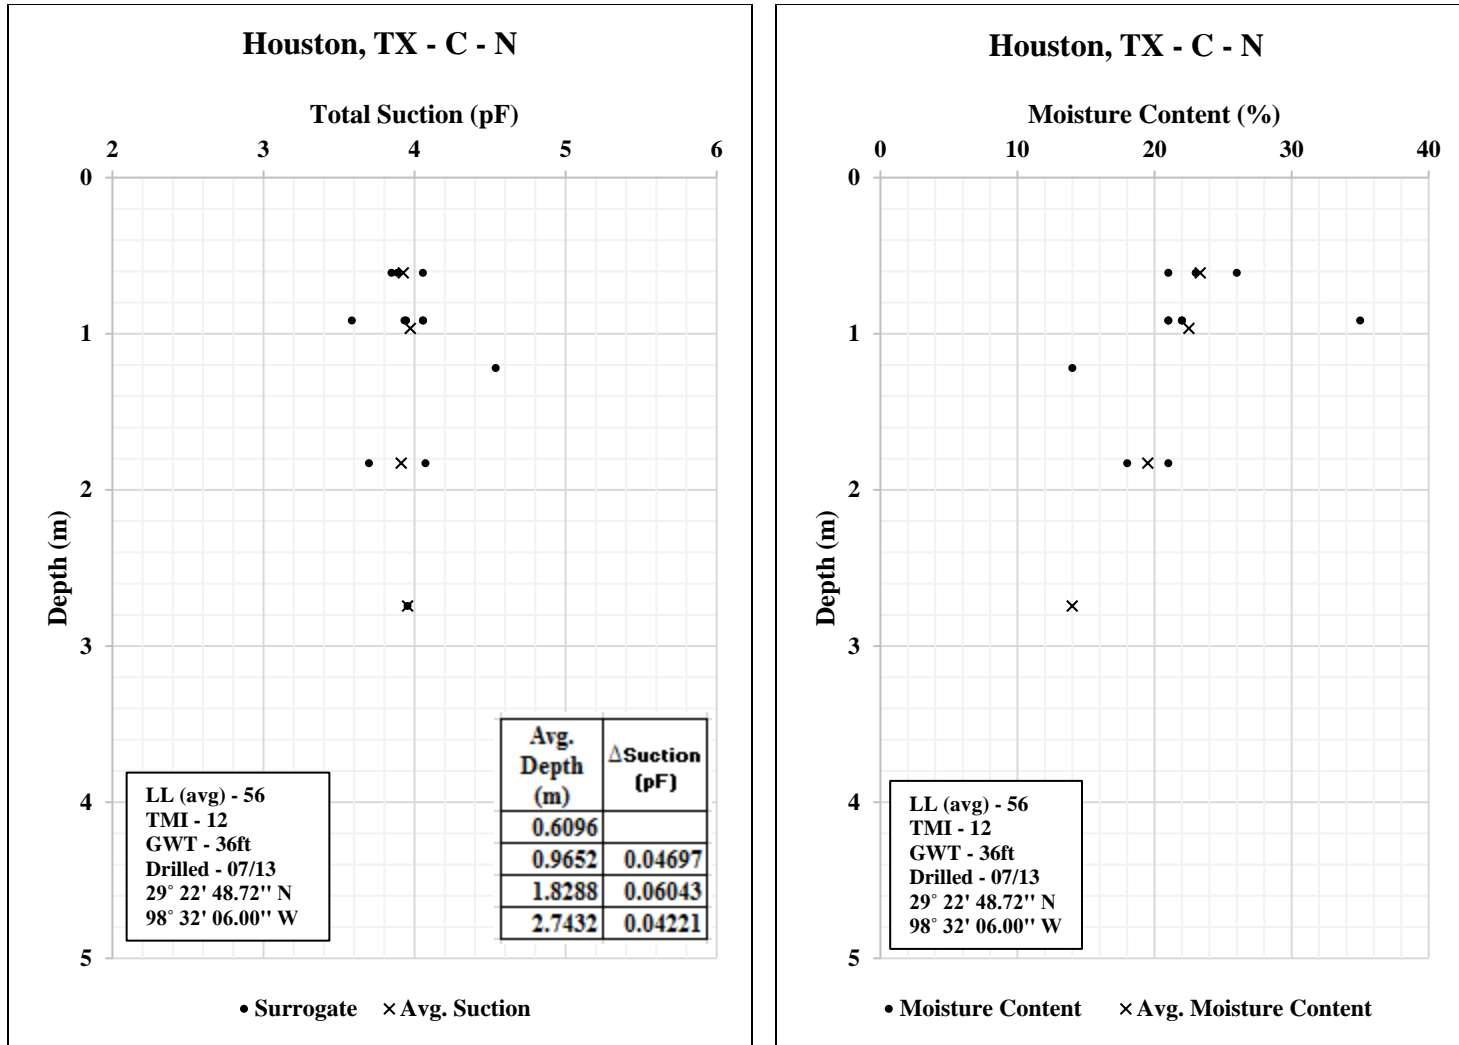 Houston, TX - C - N
Total Suction (pF)
2 3 4 5 6
0
1
2
3
4
5
Depth (m)
Avg. Depth (m) ΔSuction (pF)
0.6096
0.9652 0.04697
1.8288 0.06043
2.7432 0.04221
LL (avg) - 56
TMI - 12
GWT - 36ft
Drilled - 07/13
29° 22' 48.72'' N
98° 32' 06.00'' W
Surrogate Avg. Suction
Houston, TX - C - N
Moisture Content (%)
0 10 20 30 40
0
1
2
3
4
5
Depth (m)
LL (avg) - 56
TMI - 12
GWT - 36ft
Drilled - 07/13
29° 22' 48.72'' N
98° 32' 06.00'' W
Moisture Content Avg. Moisture Content